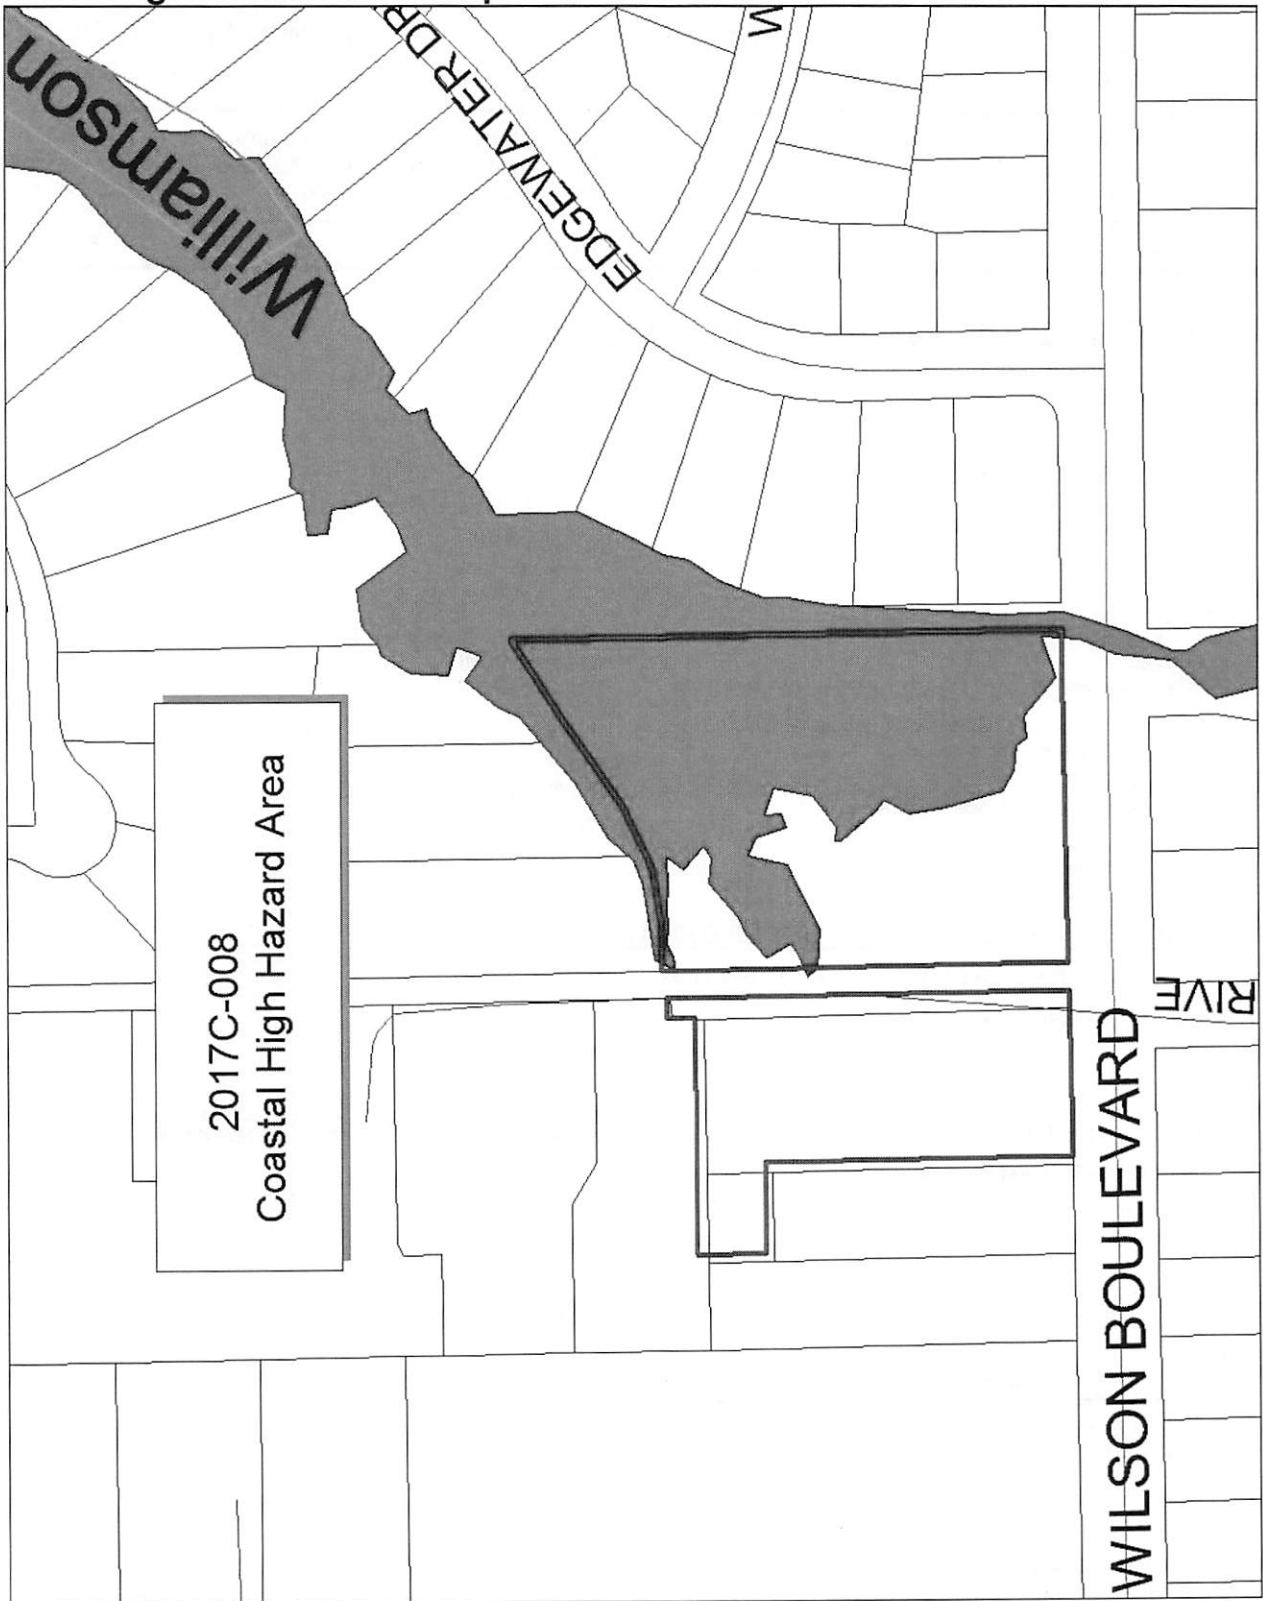 2017C-008
Coastal High Hazard Area
Williamson
EDGEWATER DR
WILSON BOULEVARD
RIVE